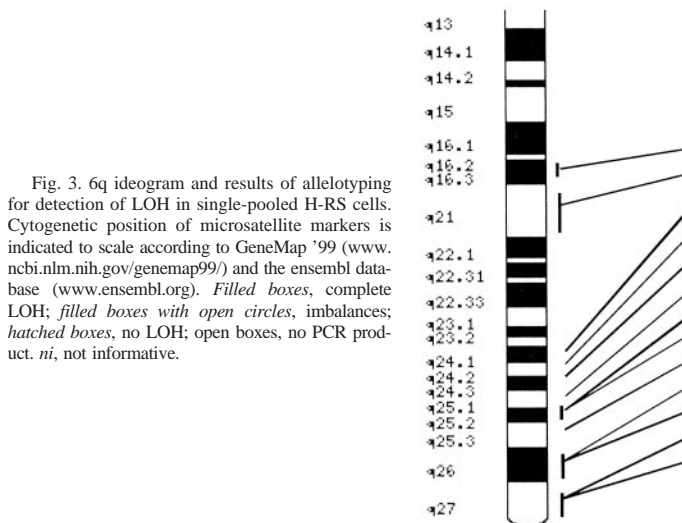 Fig. 3. 6q ideogram and results of allelotyping
for detection of LOH in single-pooled H-RS cells.
Cytogenetic position of microsatellite markers is
indicated to scale according to GeneMap '99 (www.
ncbi.nlm.nih.gov/genemap99/) and the ensembl data-
base (www.ensembl.org). Filled boxes, complete
LOH; filled boxes with open circles, imbalances;
hatched boxes, no LOH; open boxes, no PCR prod-
uct. ni, not informative.
q13
q14.1
q14.2
q15
q16.1
q16.2
q16.3
q21
q22.1
q22.31
q22.33
q23.1
q23.2
q24.1
q24.2
q24.3
q25.1
q25.2
q25.3
q26
q27